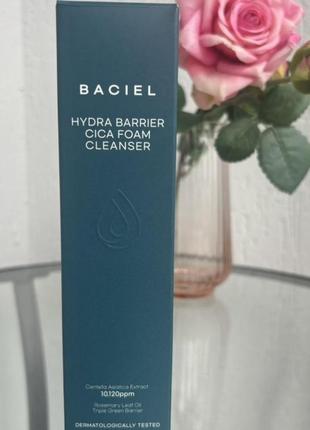 BACIEL
HYDRA BARRIER
CICA FOAM
CLEANSER
Centella Asiatica Extract
10,120ppm
Rosemary Leaf Oil
Triple Green Barrier
DERMATOLOGICALLY TESTED